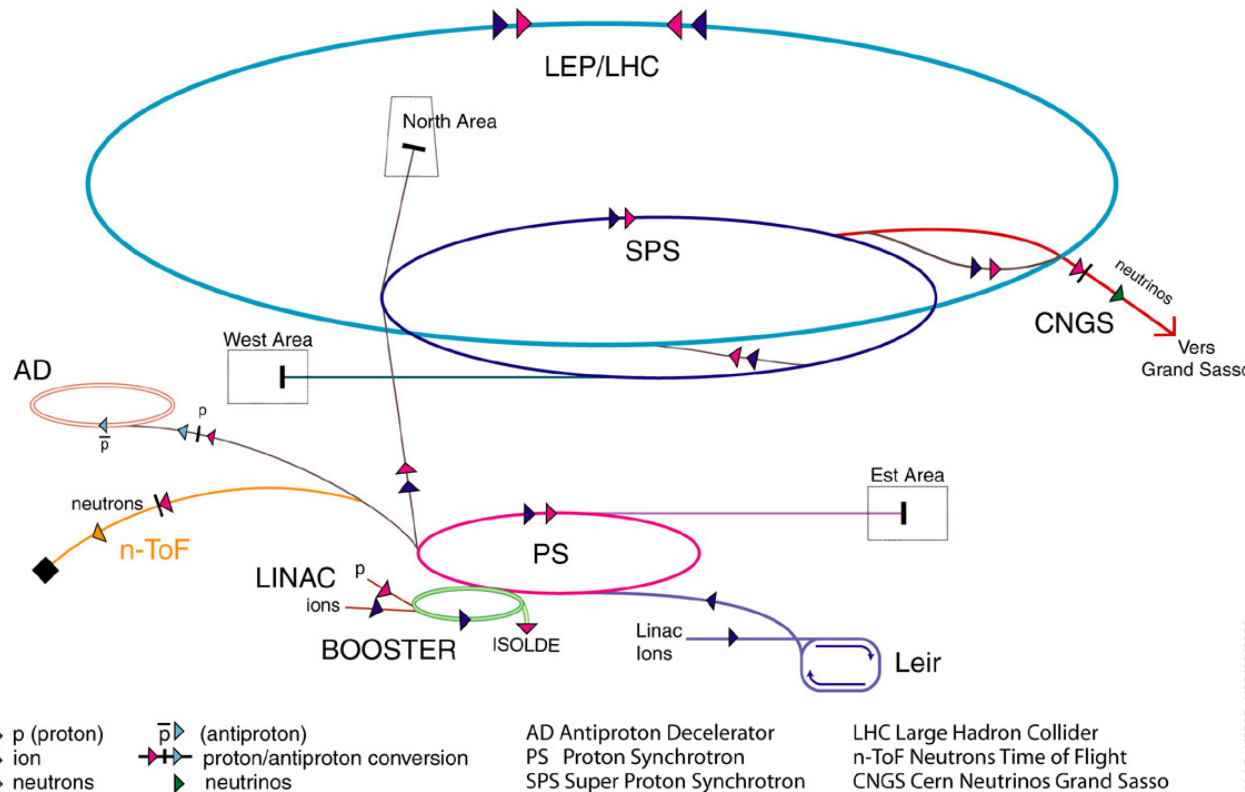 LEP/LHC
North Area
SPS
neutrinos
CNGS
Vers
Grand Sasso
West Area
AD
p
p̅
Est Area
neutrons
n-ToF
PS
LINAC
p
ions
BOOSTER
ISOLDE
Linac
Ions
Leir
p (proton)
ion
neutrons
p̅ (antiproton)
proton/antiproton conversion
neutrinos
AD Antiproton Decelerator
PS Proton Synchrotron
SPS Super Proton Synchrotron
LHC Large Hadron Collider
n-ToF Neutrons Time of Flight
CNGS Cern Neutrinos Grand Sasso